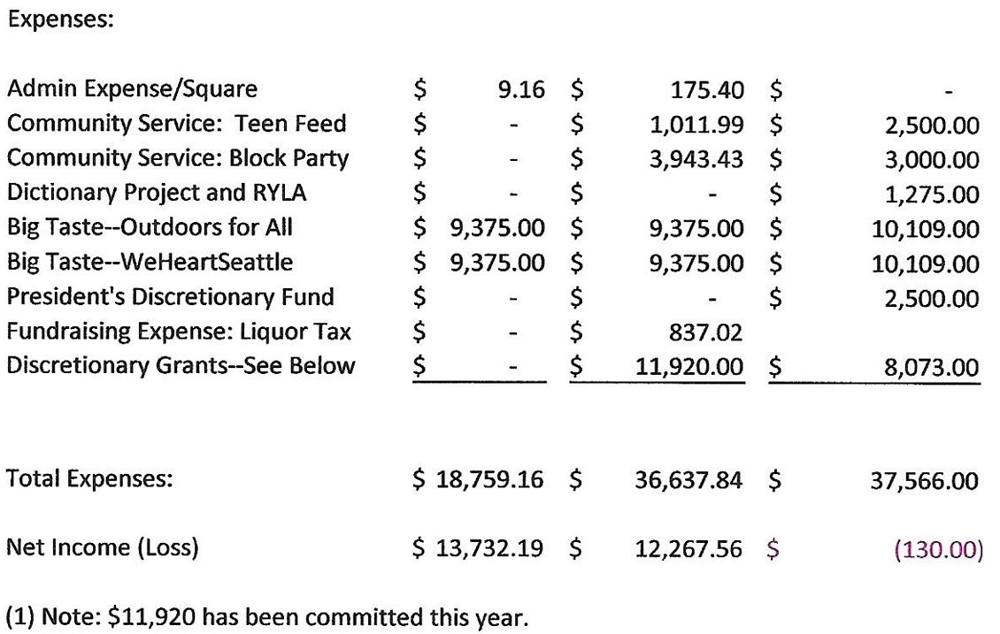 Expenses:
Admin Expense/Square $ 9.16 $ 175.40 $ -
Community Service:  Teen Feed $ - $ 1,011.99 $ 2,500.00
Community Service: Block Party $ - $ 3,943.43 $ 3,000.00
Dictionary Project and RYLA $ - $ - $ 1,275.00
Big Taste--Outdoors for All $ 9,375.00 $ 9,375.00 $ 10,109.00
Big Taste--WeHeartSeattle $ 9,375.00 $ 9,375.00 $ 10,109.00
President's Discretionary Fund $ - $ - $ 2,500.00
Fundraising Expense: Liquor Tax $ - $ 837.02
Discretionary Grants--See Below $ - $ 11,920.00 $ 8,073.00
Total Expenses: $ 18,759.16 $ 36,637.84 $ 37,566.00
Net Income (Loss) $ 13,732.19 $ 12,267.56 $ (130.00)
(1) Note: $11,920 has been committed this year.